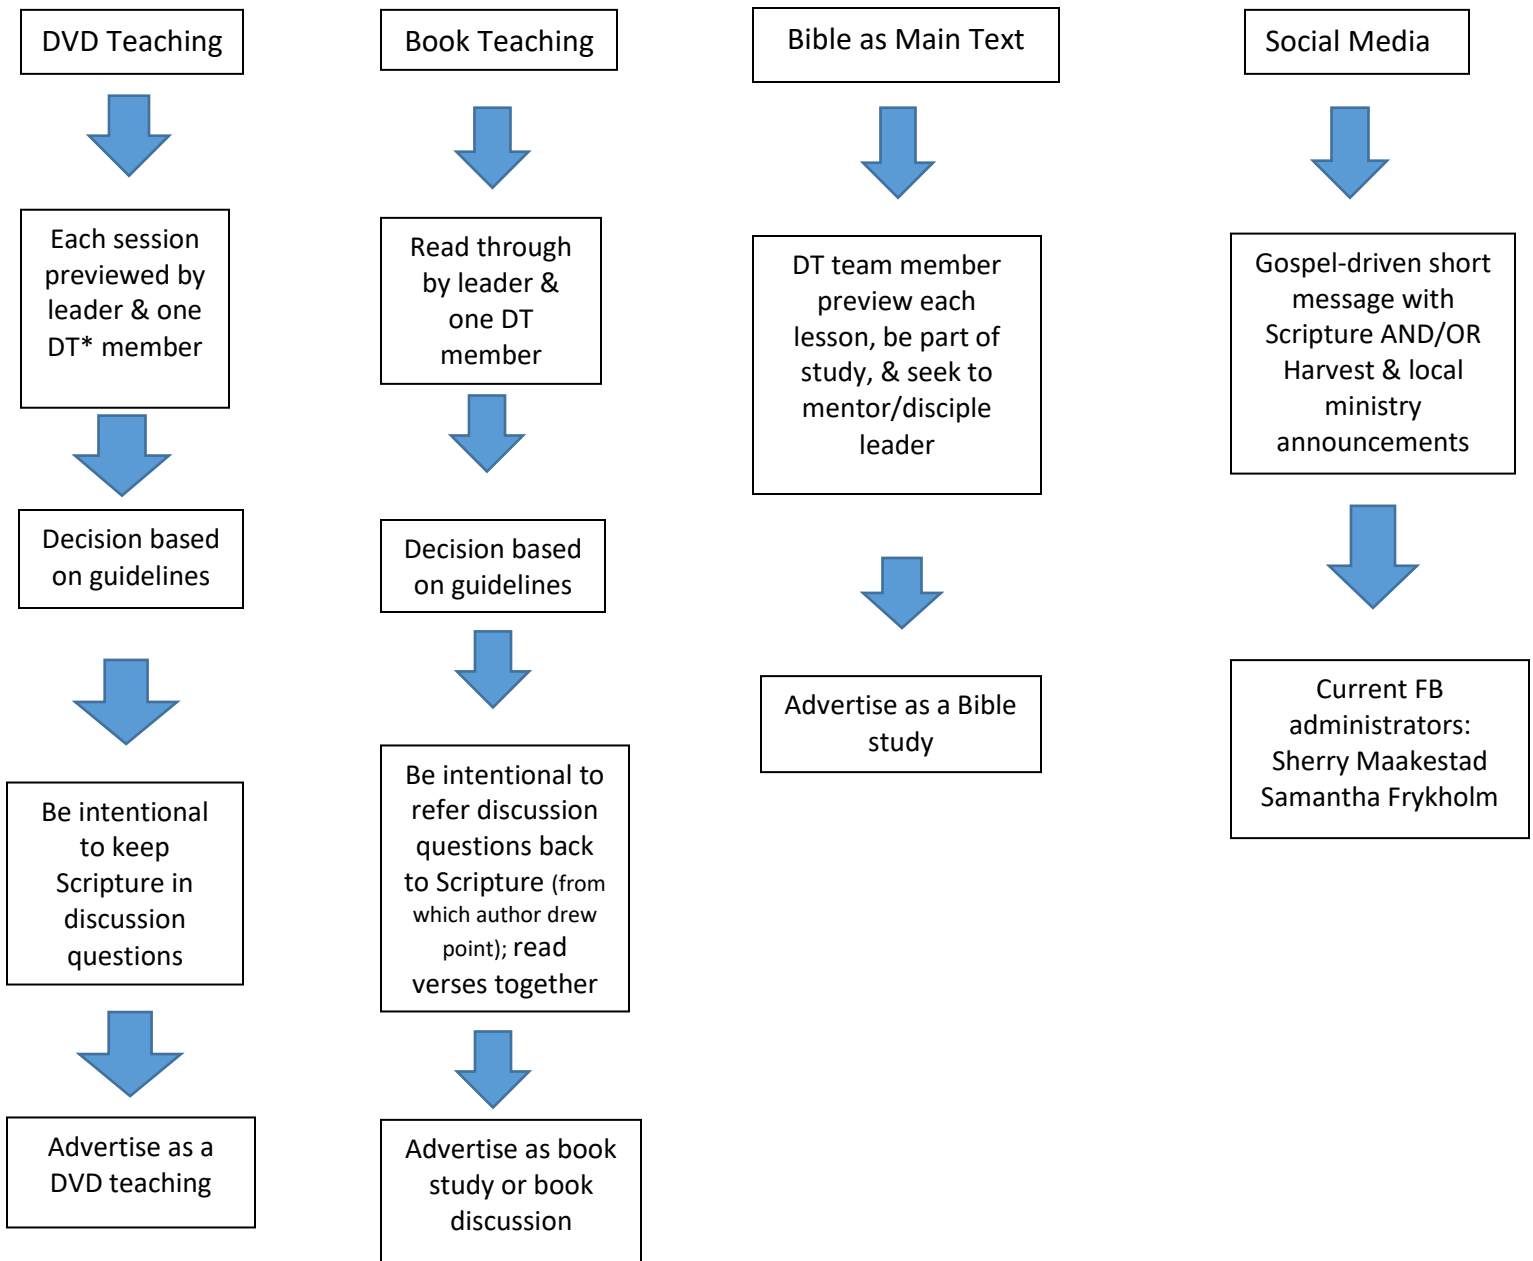 DVD Teaching
Each session
previewed by
leader & one
DT* member
Decision based
on guidelines
Be intentional
to keep
Scripture in
discussion
questions
Advertise as a
DVD teaching
Book Teaching
Read through
by leader &
one DT
member
Decision based
on guidelines
Be intentional to
refer discussion
questions back
to Scripture (from
which author drew
point); read
verses together
Advertise as book
study or book
discussion
Bible as Main Text
DT team member
preview each
lesson, be part of
study, & seek to
mentor/disciple
leader
Advertise as a Bible
study
Social Media
Gospel-driven short
message with
Scripture AND/OR
Harvest & local
ministry
announcements
Current FB
administrators:
Sherry Maakestad
Samantha Frykholm